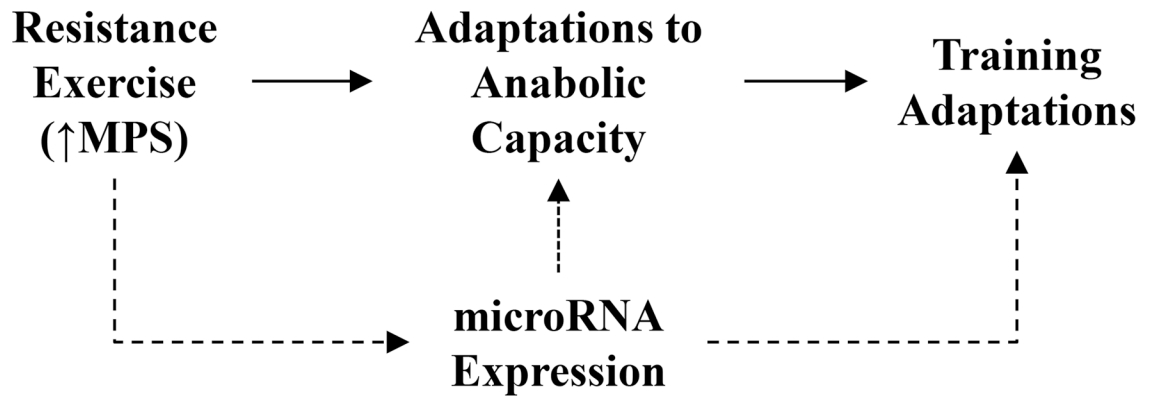 Resistance
Exercise
(↑MPS)
Adaptations to
Anabolic
Capacity
Training
Adaptations
microRNA
Expression